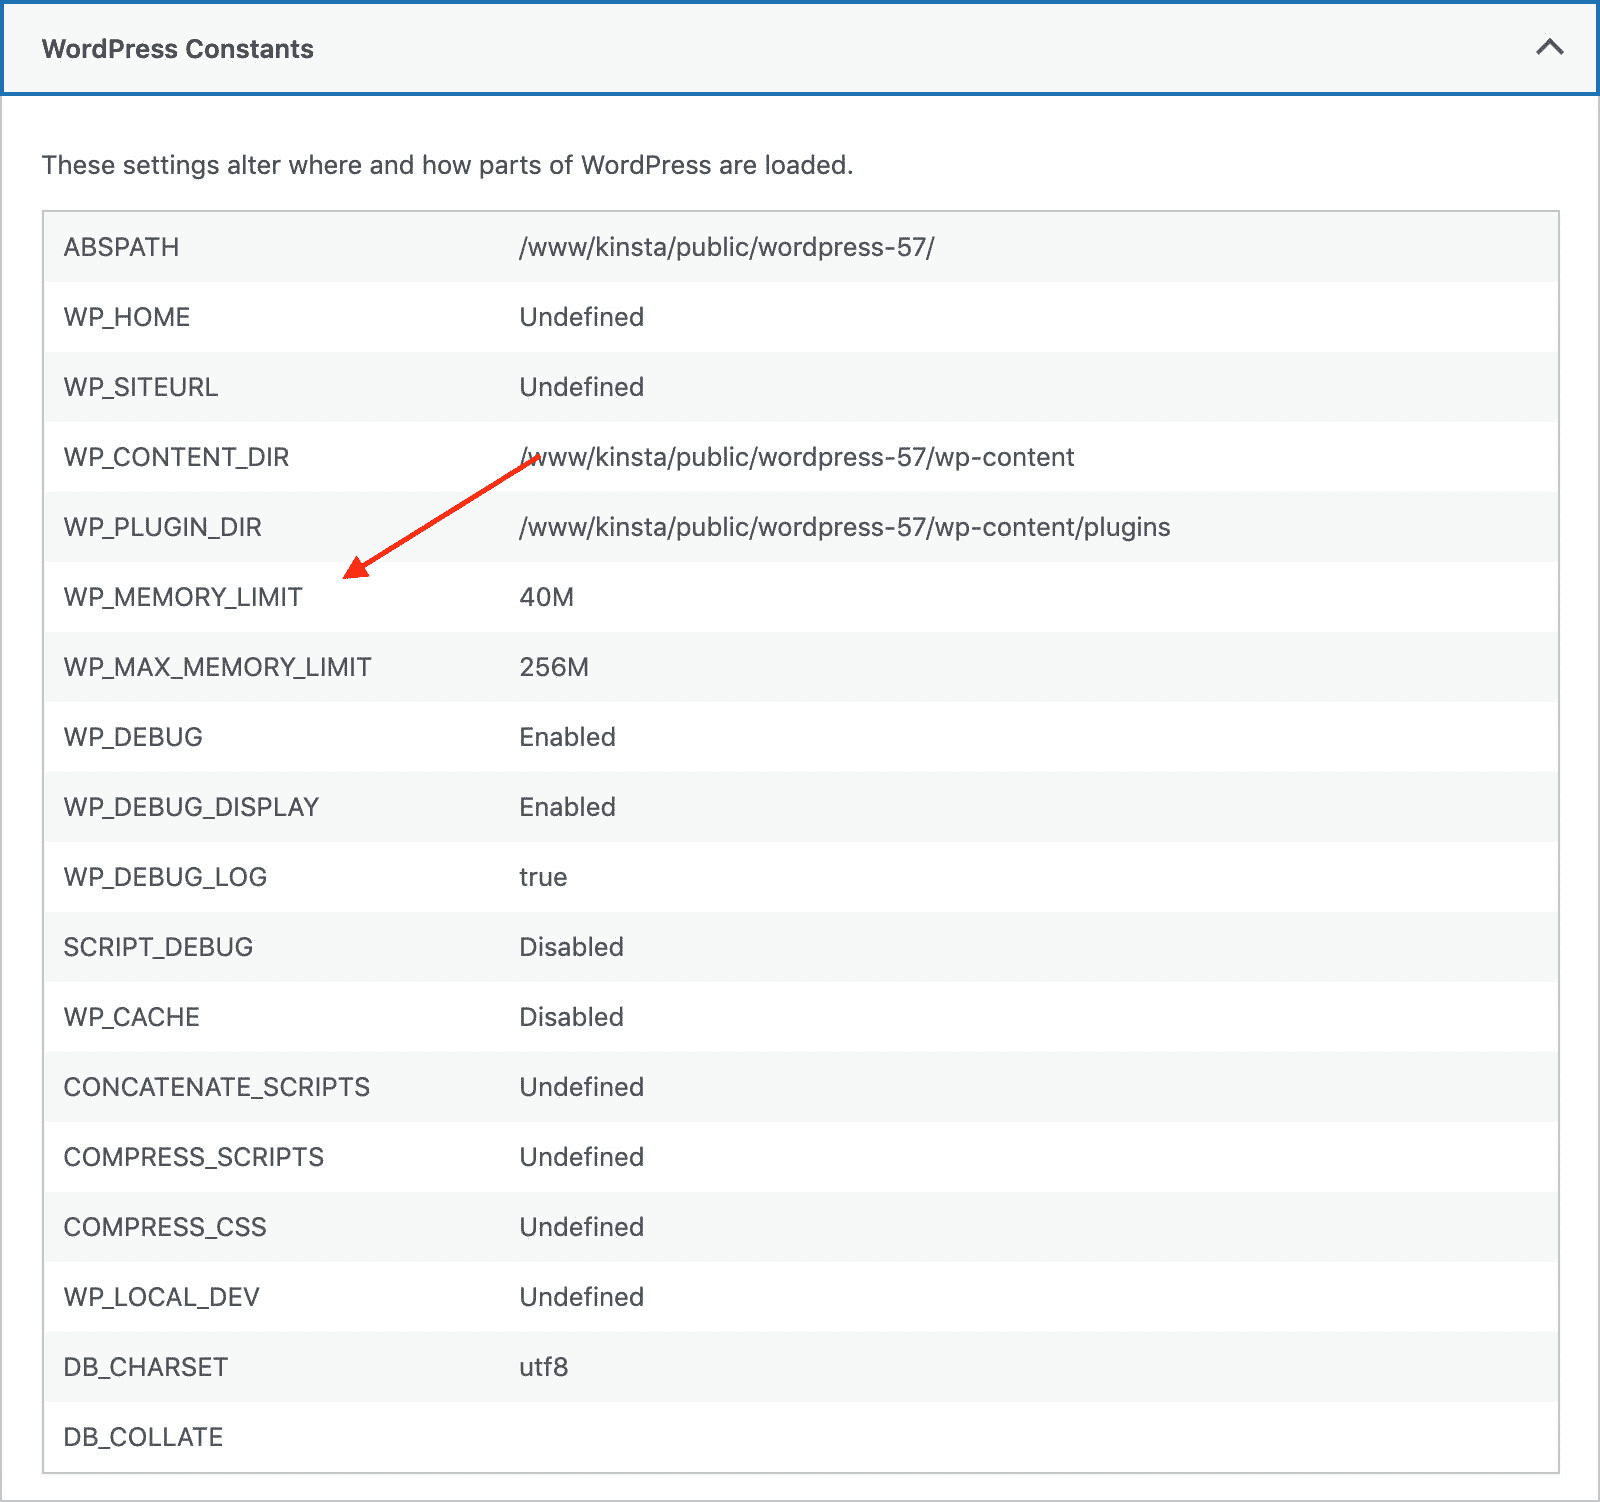 WordPress Constants
These settings alter where and how parts of WordPress are loaded.
ABSPATH /www/kinsta/public/wordpress-57/
WP_HOME Undefined
WP_SITEURL Undefined
WP_CONTENT_DIR /www/kinsta/public/wordpress-57/wp-content
WP_PLUGIN_DIR /www/kinsta/public/wordpress-57/wp-content/plugins
WP_MEMORY_LIMIT 40M
WP_MAX_MEMORY_LIMIT 256M
WP_DEBUG Enabled
WP_DEBUG_DISPLAY Enabled
WP_DEBUG_LOG true
SCRIPT_DEBUG Disabled
WP_CACHE Disabled
CONCATENATE_SCRIPTS Undefined
COMPRESS_SCRIPTS Undefined
COMPRESS_CSS Undefined
WP_LOCAL_DEV Undefined
DB_CHARSET utf8
DB_COLLATE